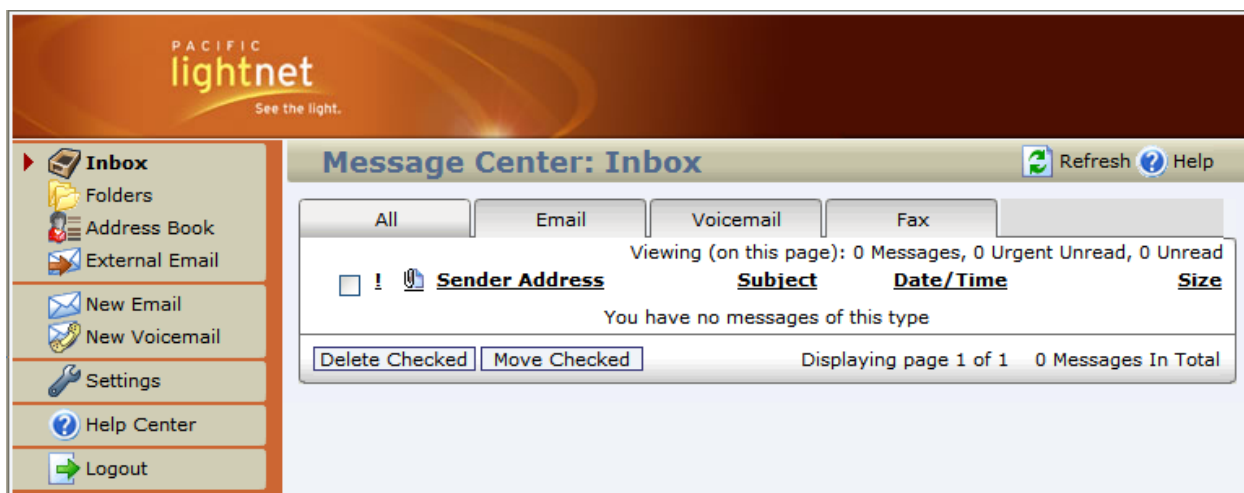 PACIFIC
lightnet
See the light.
Inbox
Folders
Address Book
External Email
New Email
New Voicemail
Settings
Help Center
Logout
Message Center: Inbox
Refresh Help
All Email Voicemail Fax
Viewing (on this page): 0 Messages, 0 Urgent Unread, 0 Unread
! Sender Address Subject Date/Time Size
You have no messages of this type
Delete Checked Move Checked Displaying page 1 of 1 0 Messages In Total